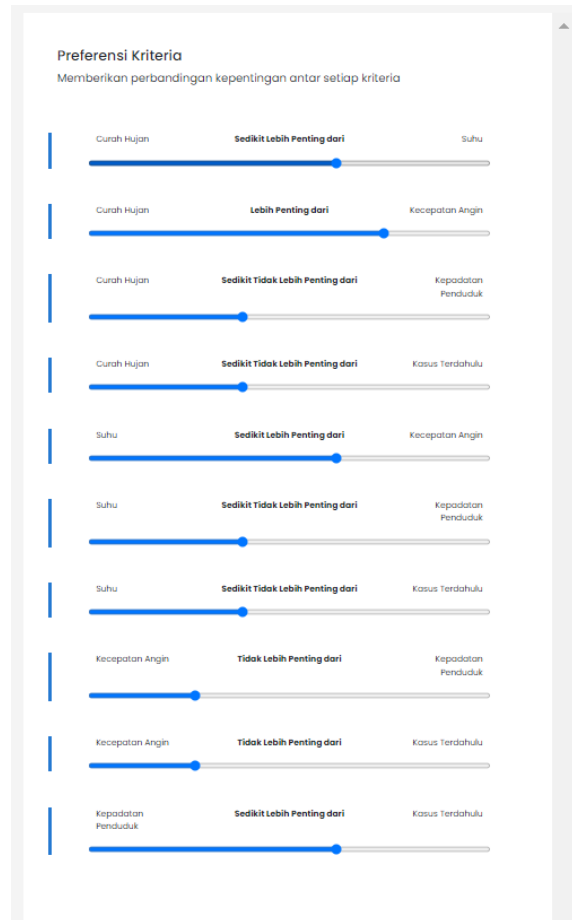 Preferensi Kriteria
Memberikan perbandingan kepentingan antar setiap kriteria
Curah Hujan Sedikit Lebih Penting dari Suhu
Curah Hujan Lebih Penting dari Kecepatan Angin
Curah Hujan Sedikit Tidak Lebih Penting dari Kepadatan
Penduduk
Curah Hujan Sedikit Tidak Lebih Penting dari Kasus Terdahulu
Suhu Sedikit Lebih Penting dari Kecepatan Angin
Suhu Sedikit Tidak Lebih Penting dari Kepadatan
Penduduk
Suhu Sedikit Tidak Lebih Penting dari Kasus Terdahulu
Kecepatan Angin Tidak Lebih Penting dari Kepadatan
Penduduk
Kecepatan Angin Tidak Lebih Penting dari Kasus Terdahulu
Kepadatan Sedikit Lebih Penting dari Kasus Terdahulu
Penduduk